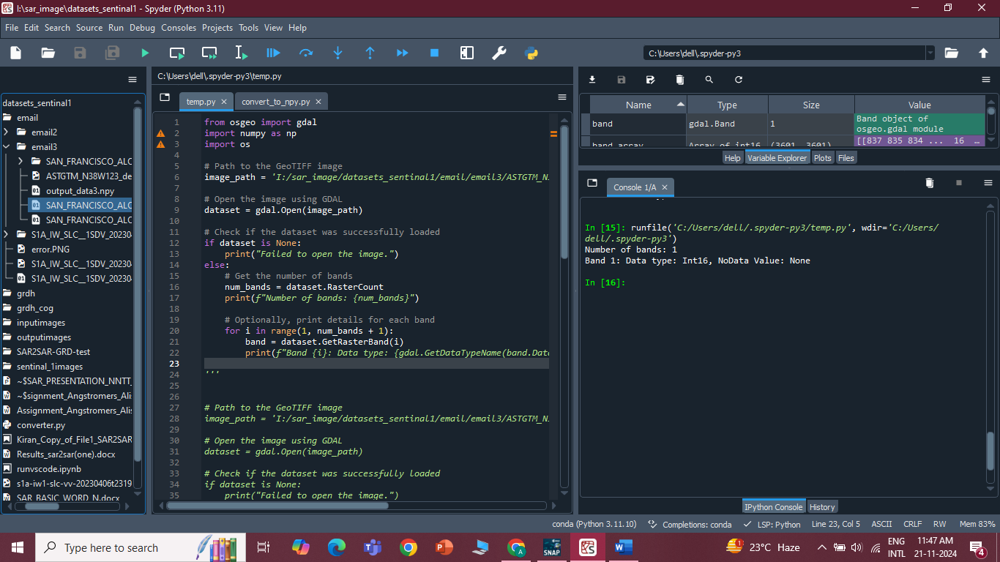 I:\sar_image\datasets_sentinal1 - Spyder (Python 3.11)
File Edit Search Source Run Debug Consoles Projects Tools View Help
C:\Users\dell\.spyder-py3
datasets_sentinal1
email
email2
email3
SAN_FRANCISCO_ALC
ASTGTM_N38W123_de
output_data3.npy
SAN_FRANCISCO_ALC
SAN_FRANCISCO_ALC
S1A_IW_SLC__1SDV_20230
error.PNG
S1A_IW_SLC__1SDV_20230
S1A_IW_SLC__1SDV_20230
grdh
grdh_cog
inputimages
outputimages
SAR2SAR-GRD-test
sentinal_1images
~$SAR_PRESENTATION_NNTT_
~$signment_Angstromers_Alis
Assignment_Angstromers_Alis
converter.py
Kiran_Copy_of_File1_SAR2SAR
Results_sar2sar(one).docx
runvscode.ipynb
s1a-iw1-slc-vv-20230406t2319
SAR_BASIC_WORD_N.docx
C:\Users\dell\.spyder-py3\temp.py
temp.py convert_to_npy.py
1 from osgeo import gdal
2 import numpy as np
3 import os
4
5 # Path to the GeoTIFF image
6 image_path = 'I:/sar_image/datasets_sentinal1/email/email3/ASTGTM_N
7
8 # Open the image using GDAL
9 dataset = gdal.Open(image_path)
10
11 # Check if the dataset was successfully loaded
12 if dataset is None:
13 print("Failed to open the image.")
14 else:
15 # Get the number of bands
16 num_bands = dataset.RasterCount
17 print(f"Number of bands: {num_bands}")
18
19 # Optionally, print details for each band
20 for i in range(1, num_bands + 1):
21 band = dataset.GetRasterBand(i)
22 print(f"Band {i}: Data type: {gdal.GetDataTypeName(band.Data
23
24 '''
25
26
27 # Path to the GeoTIFF image
28 image_path = 'I:/sar_image/datasets_sentinal1/email/email3/ASTGTM_N
29
30 # Open the image using GDAL
31 dataset = gdal.Open(image_path)
32
33 # Check if the dataset was successfully loaded
34 if dataset is None:
35 print("Failed to open the image.")
Name Type Size Value
band gdal.Band 1 Band object of
osgeo.gdal module
band_array Array of int16 (3601, 3601) [[837 835 834 ... 16 ...
Help Variable Explorer Plots Files
Console 1/A
In [15]: runfile('C:/Users/dell/.spyder-py3/temp.py', wdir='C:/Users/
dell/.spyder-py3')
Number of bands: 1
Band 1: Data type: Int16, NoData Value: None
In [16]:
IPython Console History
conda (Python 3.11.10) Completions: conda LSP: Python Line 23, Col 5 ASCII CRLF RW Mem 83%
Type here to search
SNAP
23°C Haze
ENG
INTL
11:47 AM
21-11-2024
4